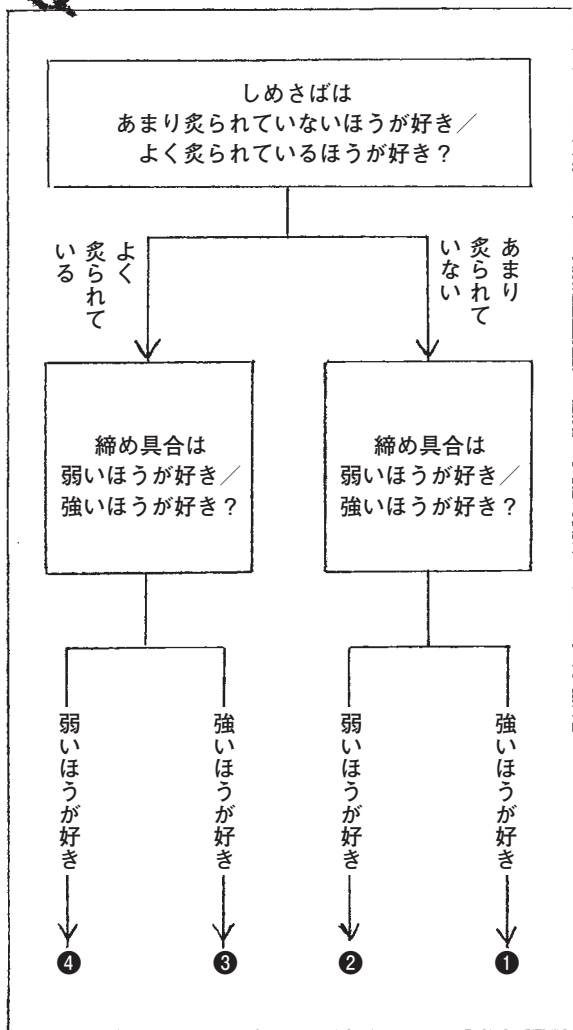 しめさばは
あまり炙られていないほうが好き／
よく炙られているほうが好き？
あまり
炙られて
いない
よく
炙られて
いる
締め具合は
弱いほうが好き／
強いほうが好き？
締め具合は
弱いほうが好き／
強いほうが好き？
強いほうが好き
弱いほうが好き
強いほうが好き
弱いほうが好き
❶
❷
❸
❹